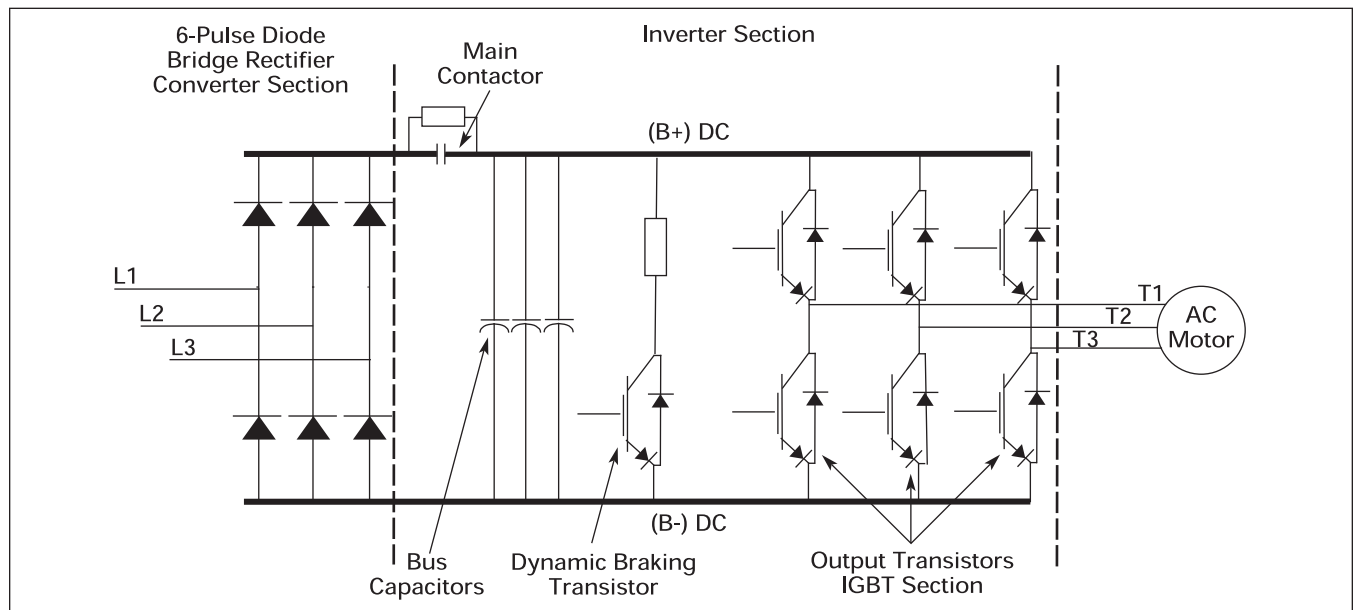 6-Pulse Diode
Bridge Rectifier
Converter Section
Inverter Section
Main
Contactor
(B+) DC
L1
L2
L3
T1
T2
T3
AC
Motor
(B-) DC
Bus
Capacitors
Dynamic Braking
Transistor
Output Transistors
IGBT Section